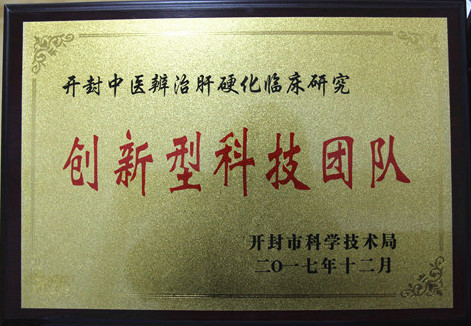 开封中医辨治肝硬化临床研究
创新型科技团队
开封市科学技术局
二〇一七年十二月